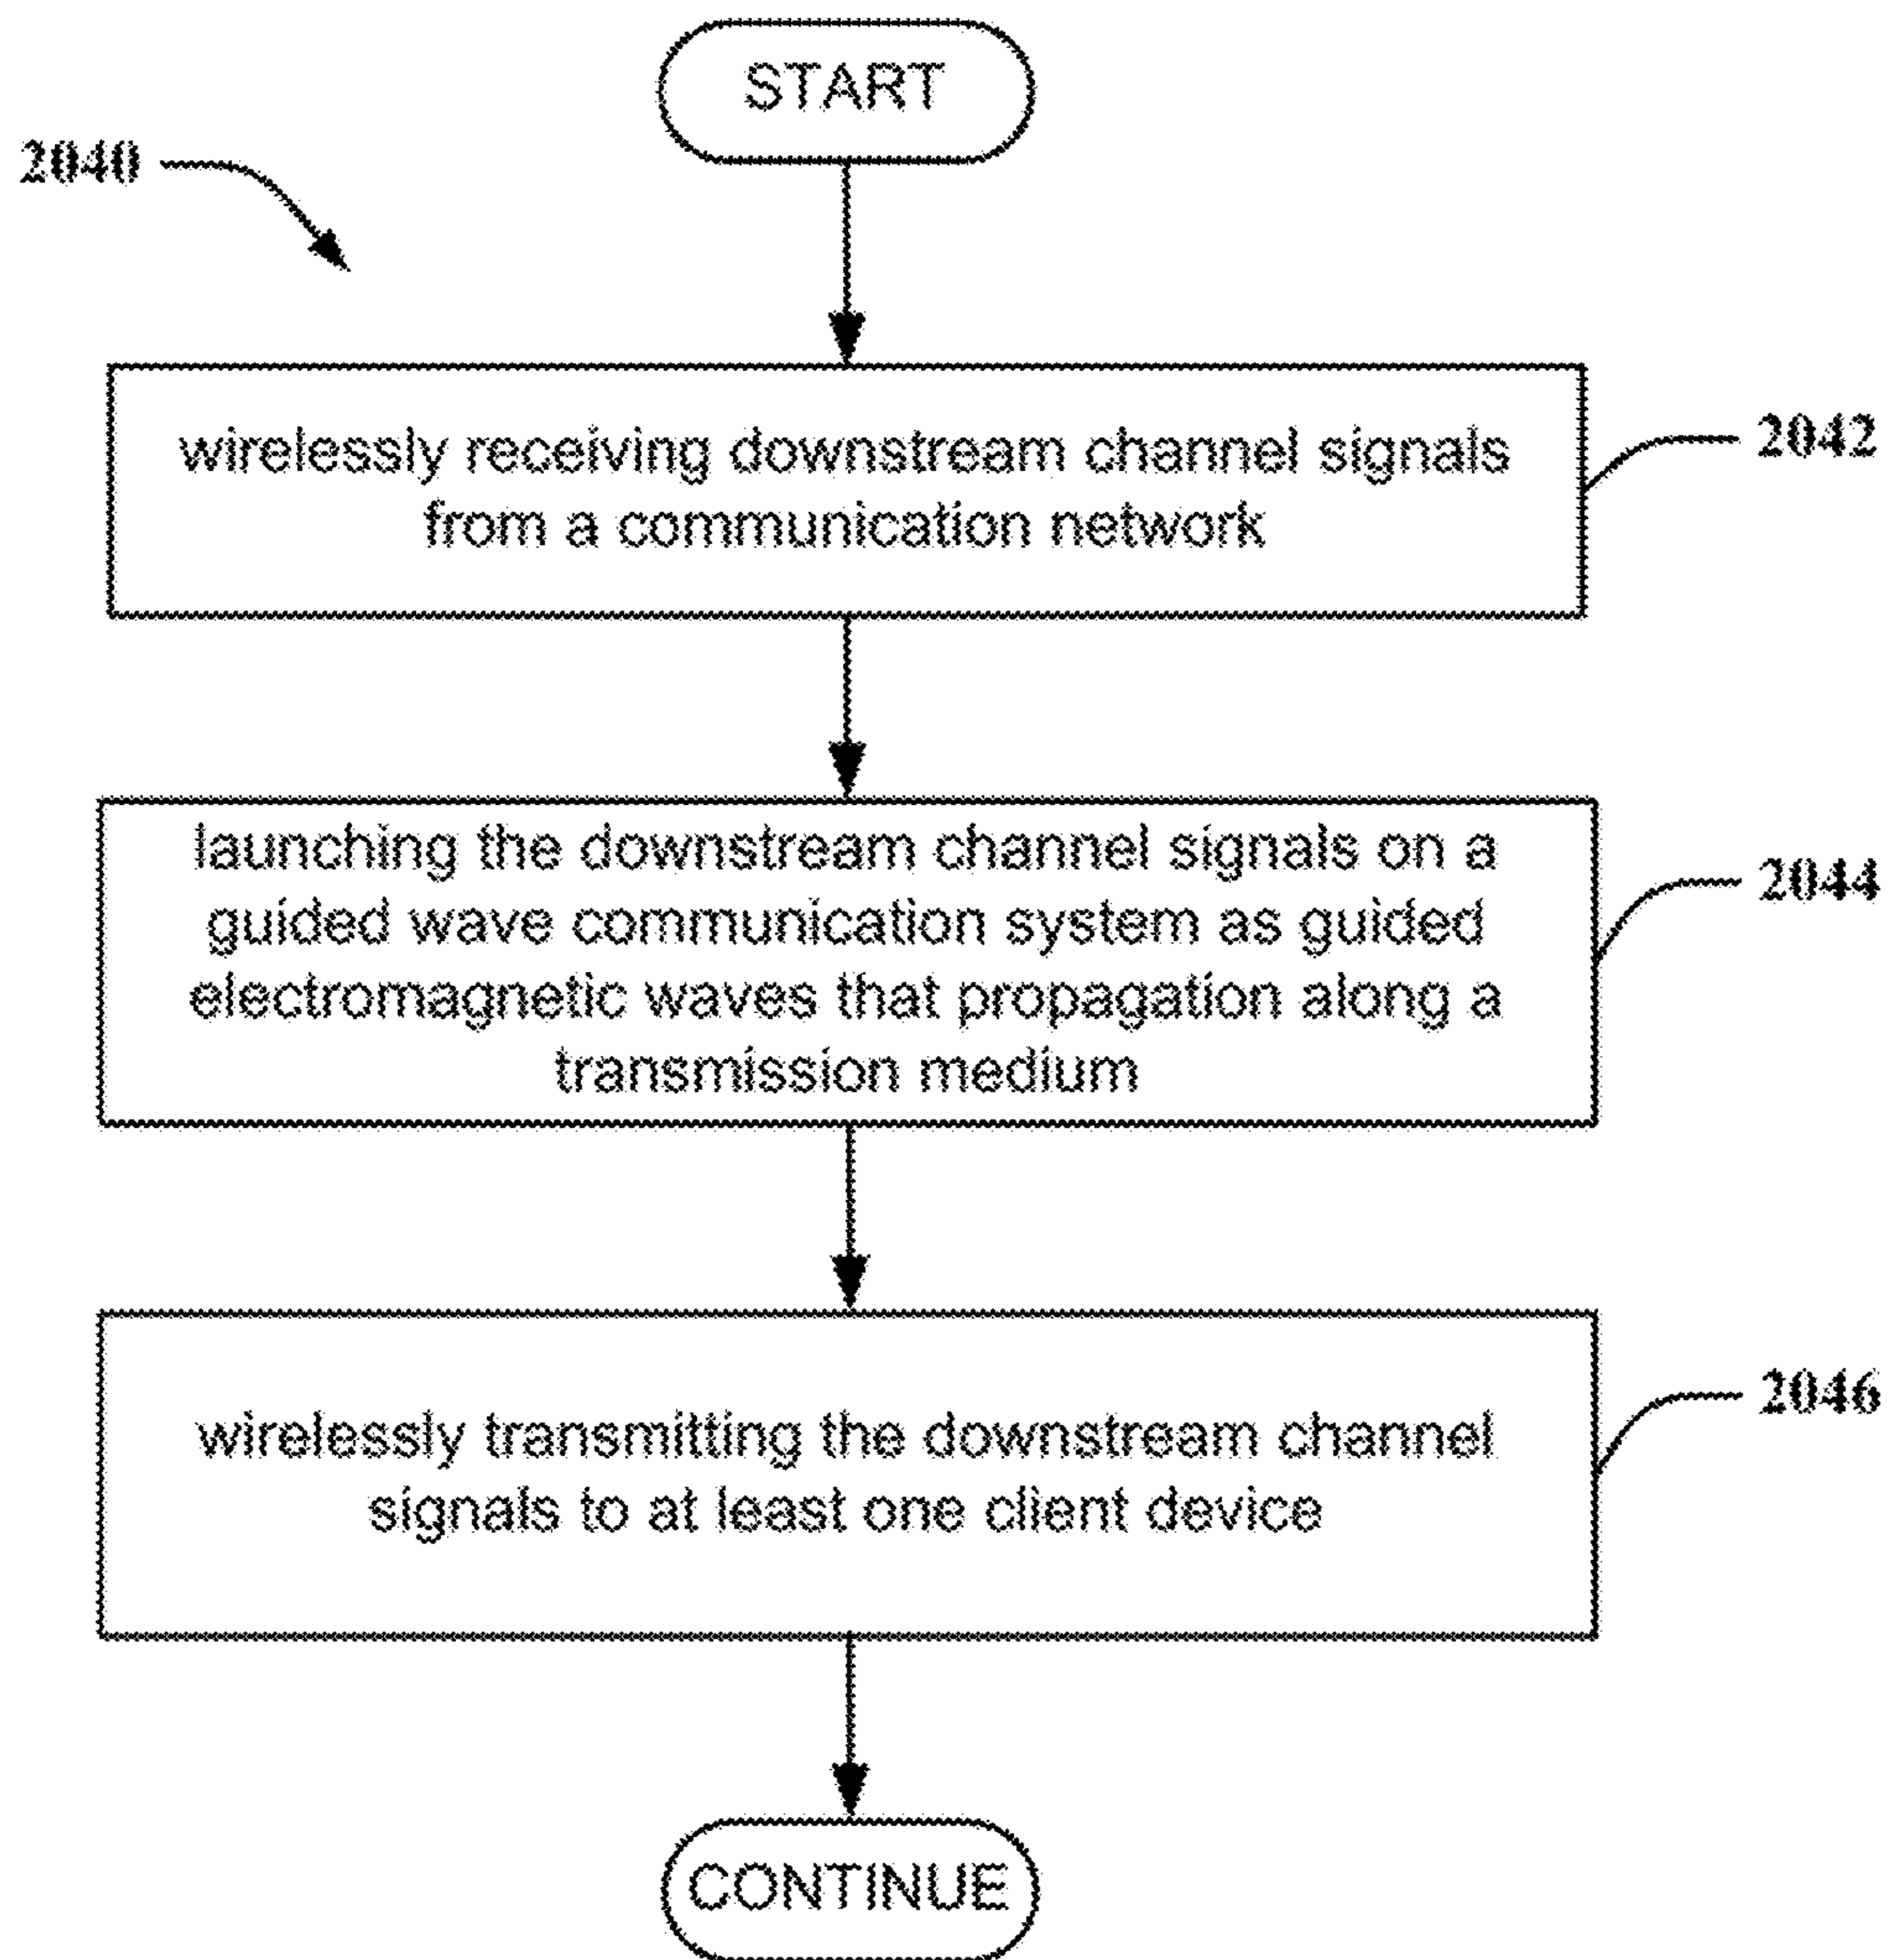 START
2040
wirelessly receiving downstream channel signals
from a communication network
2042
launching the downstream channel signals on a
guided wave communication system as guided
electromagnetic waves that propagation along a
transmission medium
2044
wirelessly transmitting the downstream channel
signals to at least one client device
2046
CONTINUE